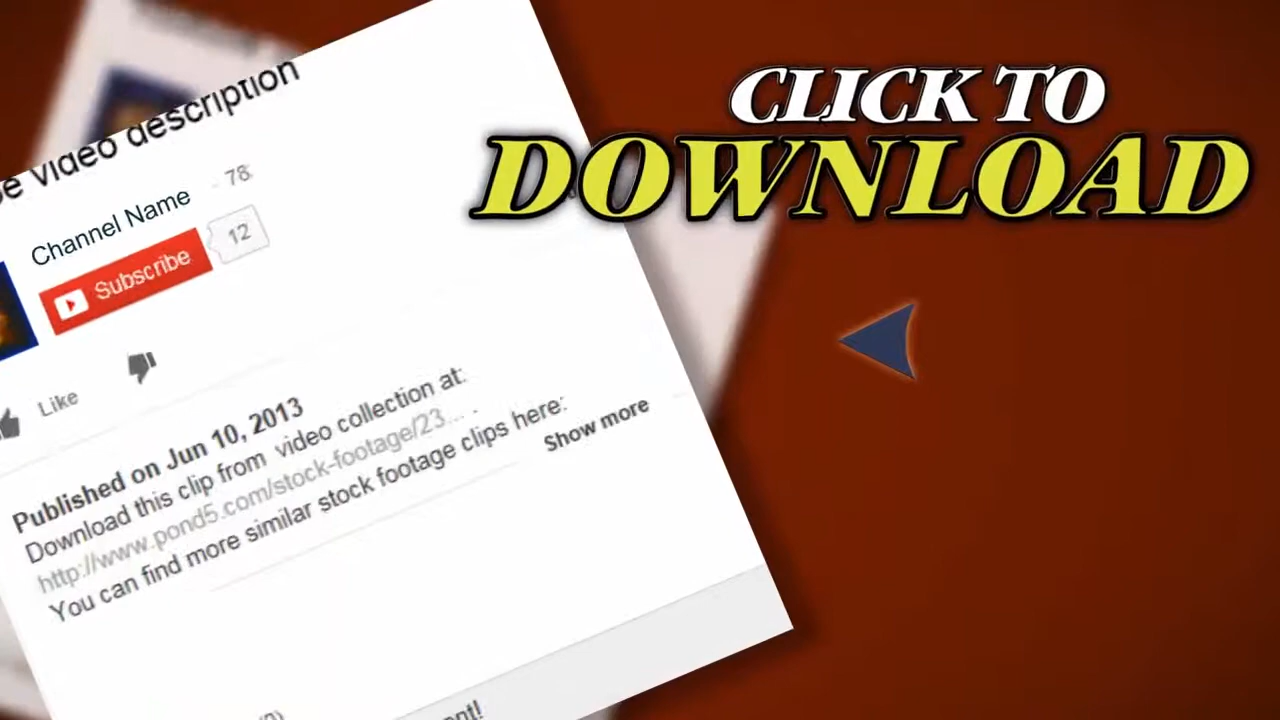 CLICK TO
DOWNLOAD
video description
Channel Name
78
Subscribe
12
Like
Published on Jun 10, 2013
Download this clip from video collection at:
http://www.pond5.com/stock-footage/23...
You can find more similar stock footage clips here:
Show more